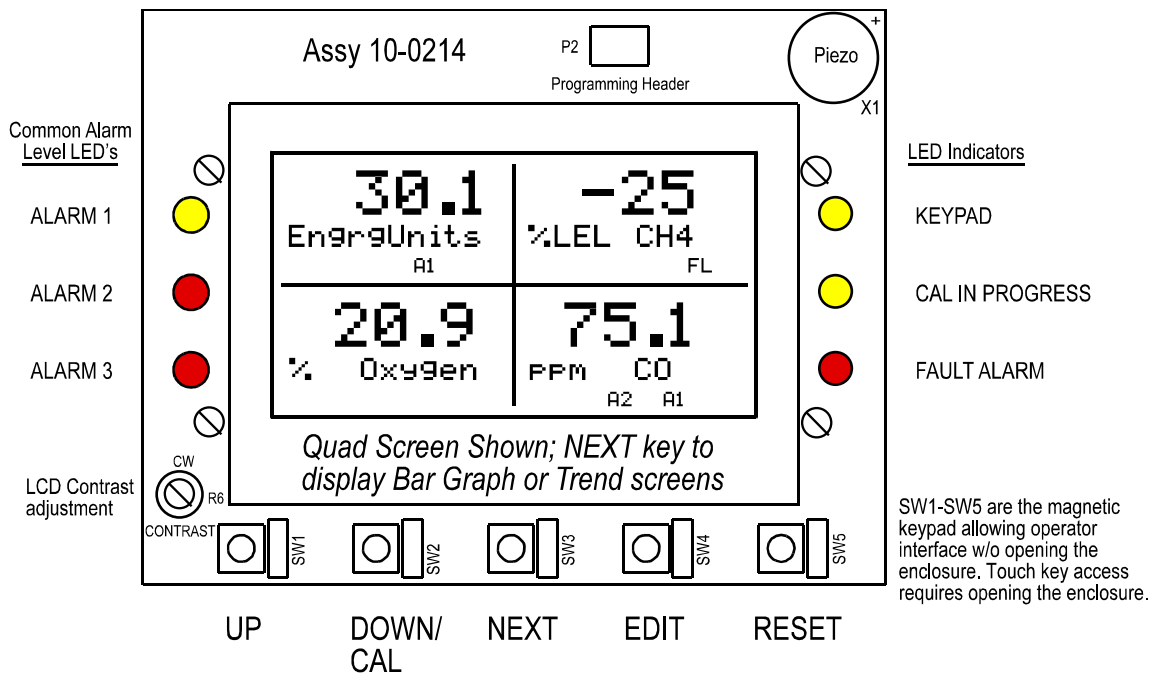 Assy 10-0214
P2
Programming Header
+
Piezo
X1
Common Alarm
Level LED's
ALARM 1
ALARM 2
ALARM 3
LED Indicators
KEYPAD
CAL IN PROGRESS
FAULT ALARM
30.1
EngrgUnits
A1
-25
%LEL CH4
FL
20.9
% Oxygen
75.1
ppm CO
A2 A1
Quad Screen Shown; NEXT key to
display Bar Graph or Trend screens
LCD Contrast
adjustment
CW
R6
CONTRAST
SW1
SW2
SW3
SW4
SW5
SW1-SW5 are the magnetic
keypad allowing operator
interface w/o opening the
enclosure. Touch key access
requires opening the enclosure.
UP
DOWN/
CAL
NEXT
EDIT
RESET